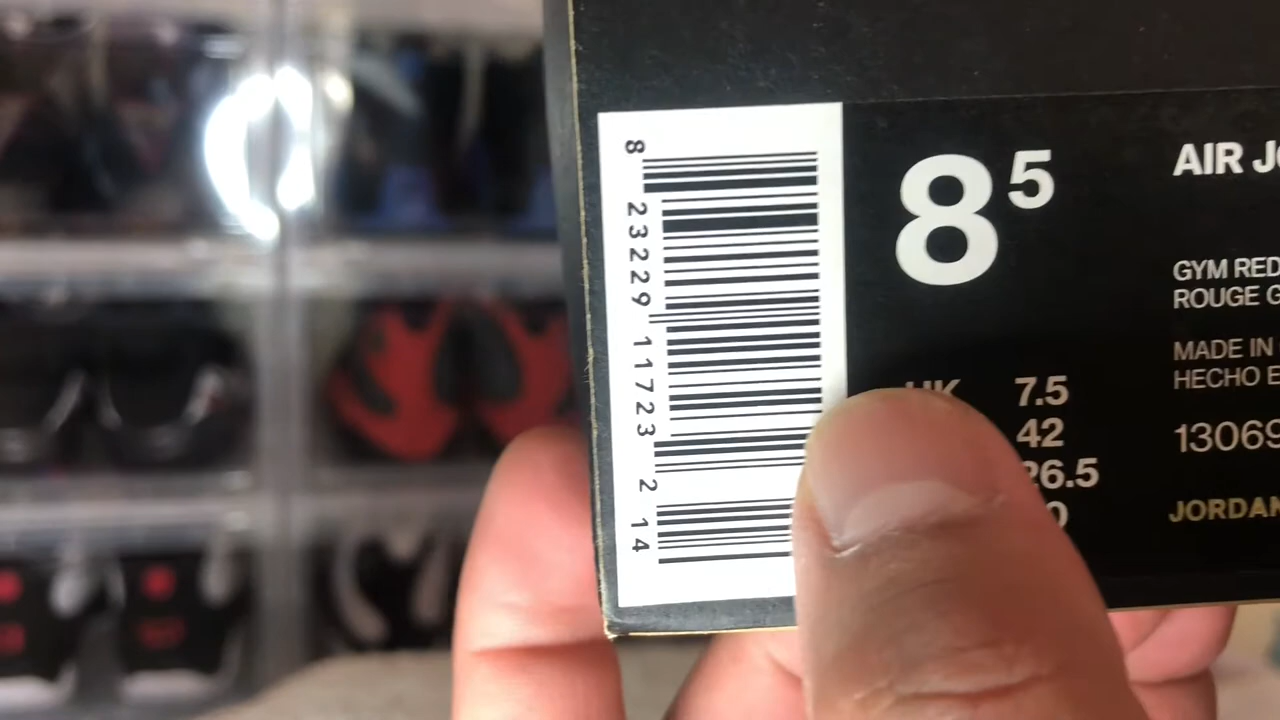 8 23229 11723 2 14
8 5
AIR
GYM RED
ROUGE
MADE IN
HECHO
UK 7.5
42
26.5
13069
JORDAN